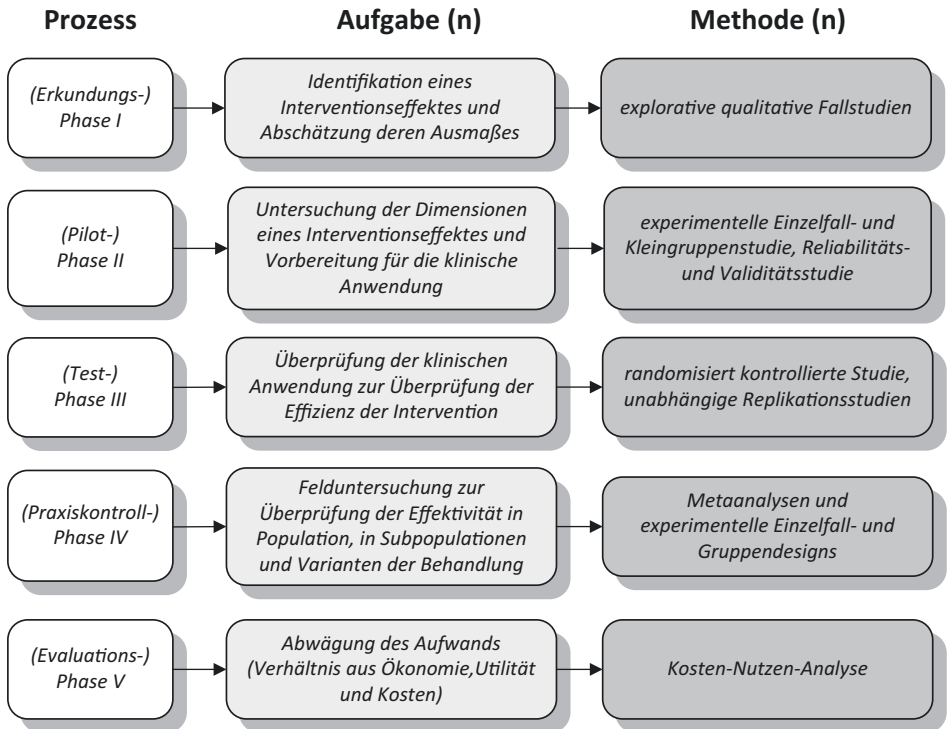 Prozess
Aufgabe (n)
Methode (n)
(Erkundungs-)
Phase I
Identifikation eines
Interventionseffektes und
Abschätzung deren Ausmaßes
explorative qualitative Fallstudien
(Pilot-)
Phase II
Untersuchung der Dimensionen
eines Interventionseffektes und
Vorbereitung für die klinische
Anwendung
experimentelle Einzelfall- und
Kleingruppenstudie, Reliabilitäts-
und Validitätsstudie
(Test-)
Phase III
Überprüfung der klinischen
Anwendung zur Überprüfung der
Effizienz der Intervention
randomisiert kontrollierte Studie,
unabhängige Replikationsstudien
(Praxiskontroll-)
Phase IV
Felduntersuchung zur
Überprüfung der Effektivität in
Population, in Subpopulationen
und Varianten der Behandlung
Metaanalysen und
experimentelle Einzelfall- und
Gruppendesigns
(Evaluations-)
Phase V
Abwägung des Aufwands
(Verhältnis aus Ökonomie,Utilität
und Kosten)
Kosten-Nutzen-Analyse